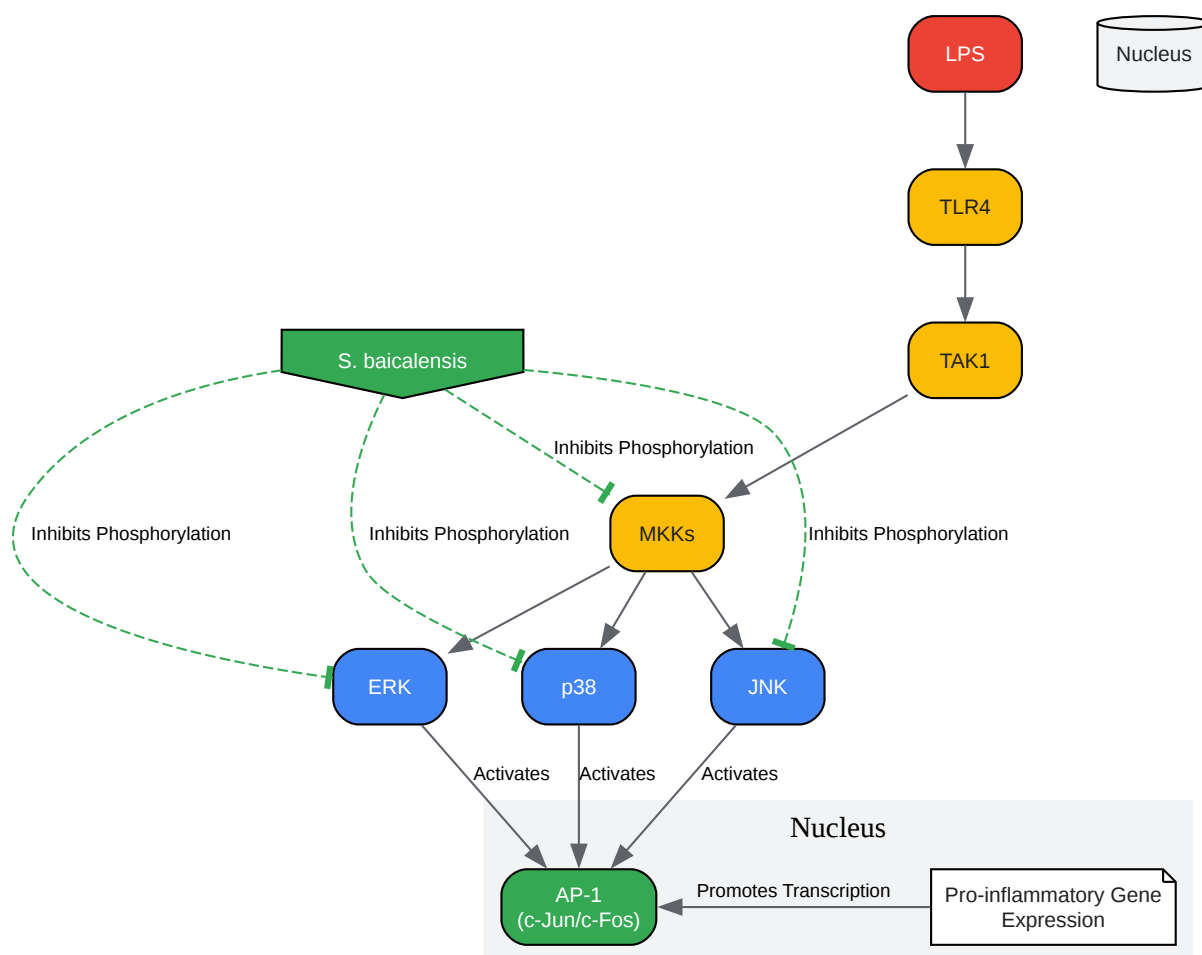 LPS
Nucleus
TLR4
S. baicalensis
TAK1
Inhibits Phosphorylation
Inhibits Phosphorylation
Inhibits Phosphorylation
MKKs
Inhibits Phosphorylation
ERK
p38
JNK
Activates
Activates
Activates
Nucleus
AP-1
(c-Jun/c-Fos)
Promotes Transcription
Pro-inflammatory Gene
Expression